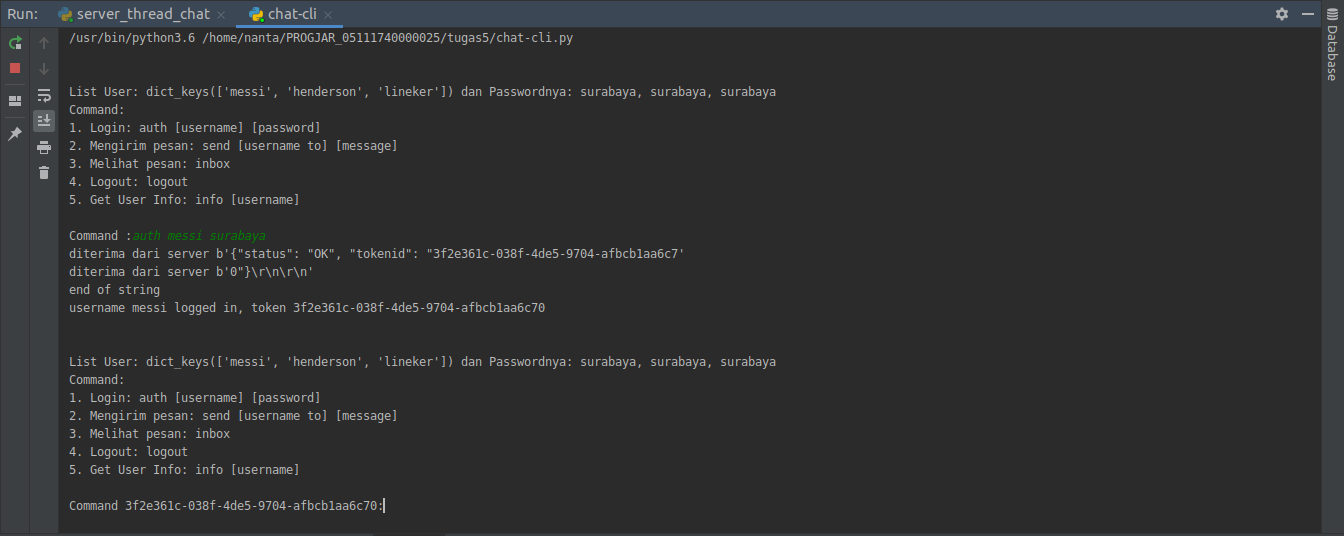 Run: server_thread_chat × chat-cli ×
Database
/usr/bin/python3.6 /home/nanta/PROGJAR_05111740000025/tugas5/chat-cli.py
List User: dict_keys(['messi', 'henderson', 'lineker']) dan Passwordnya: surabaya, surabaya, surabaya
Command:
1. Login: auth [username] [password]
2. Mengirim pesan: send [username to] [message]
3. Melihat pesan: inbox
4. Logout: logout
5. Get User Info: info [username]
Command :auth messi surabaya
diterima dari server b'{"status": "OK", "tokenid": "3f2e361c-038f-4de5-9704-afbcb1aa6c7'
diterima dari server b'0"}\r\n\r\n'
end of string
username messi logged in, token 3f2e361c-038f-4de5-9704-afbcb1aa6c70
List User: dict_keys(['messi', 'henderson', 'lineker']) dan Passwordnya: surabaya, surabaya, surabaya
Command:
1. Login: auth [username] [password]
2. Mengirim pesan: send [username to] [message]
3. Melihat pesan: inbox
4. Logout: logout
5. Get User Info: info [username]
Command 3f2e361c-038f-4de5-9704-afbcb1aa6c70: